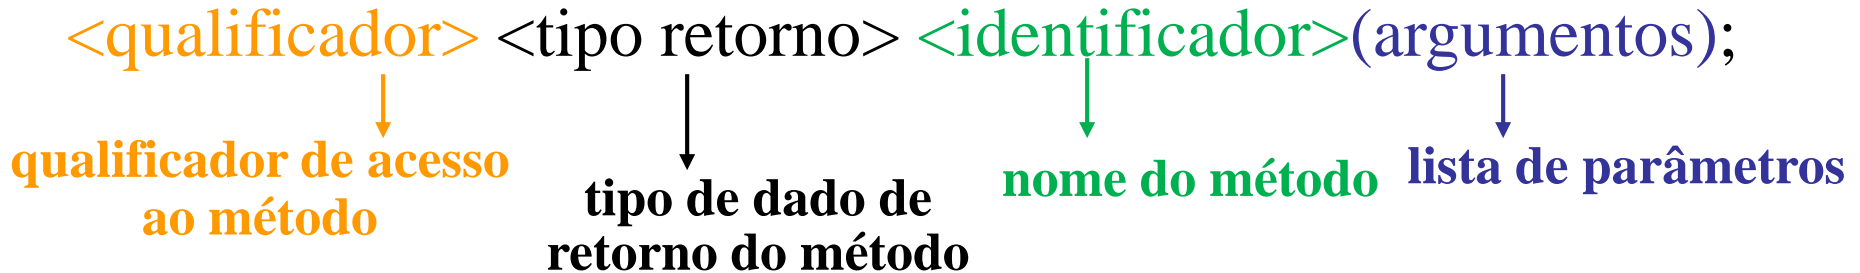 <qualificador> <tipo retorno> <identificador>(argumentos);
qualificador de acesso
ao método
tipo de dado de
retorno do método
nome do método
lista de parâmetros